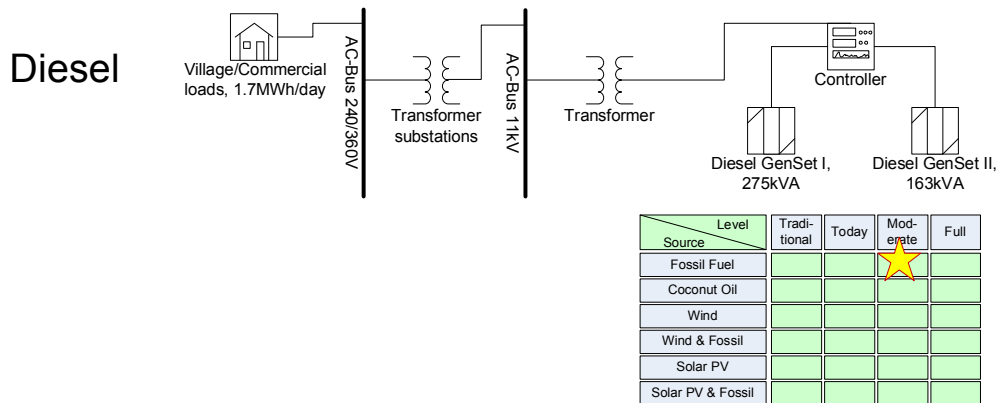 Diesel
Village/Commercial
loads, 1.7MWh/day
AC-Bus 240/360V
Transformer
substations
AC-Bus 11kV
Transformer
Controller
Diesel GenSet I,
275kVA
Diesel GenSet II,
163kVA
Level
Source
Tradi-
tional
Today
Mod-
erate
Full
Fossil Fuel
Coconut Oil
Wind
Wind & Fossil
Solar PV
Solar PV & Fossil